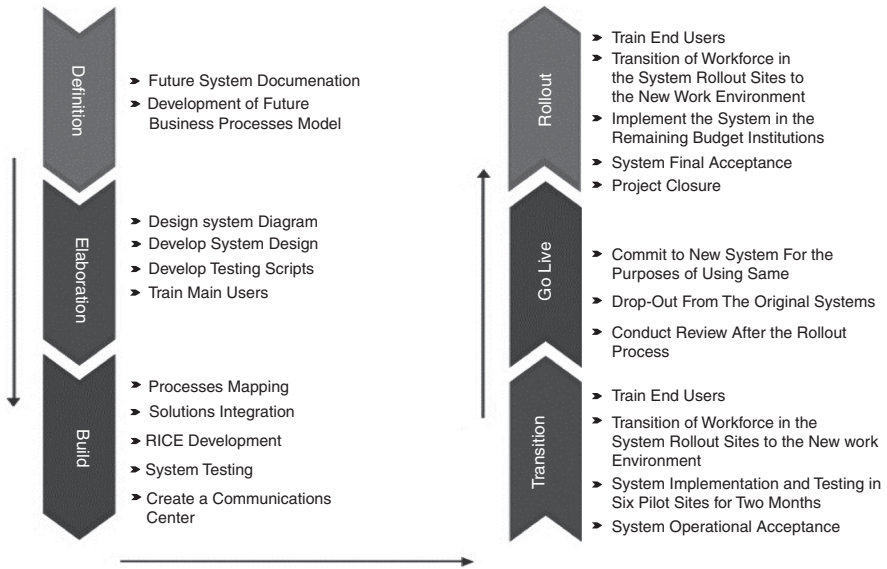 Definition
Future System Documenation
Development of Future
Business Processes Model
Elaboration
Design system Diagram
Develop System Design
Develop Testing Scripts
Train Main Users
Build
Processes Mapping
Solutions Integration
RICE Development
System Testing
Create a Communications
Center
Transition
Train End Users
Transition of Workforce in the
System Rollout Sites to the New work
Environment
System Implementation and Testing in
Six Pilot Sites for Two Months
System Operational Acceptance
Go Live
Commit to New System For the
Purposes of Using Same
Drop-Out From The Original Systems
Conduct Review After the Rollout
Process
Rollout
Train End Users
Transition of Workforce in
the System Rollout Sites to
the New Work Environment
Implement the System in the
Remaining Budget Institutions
System Final Acceptance
Project Closure